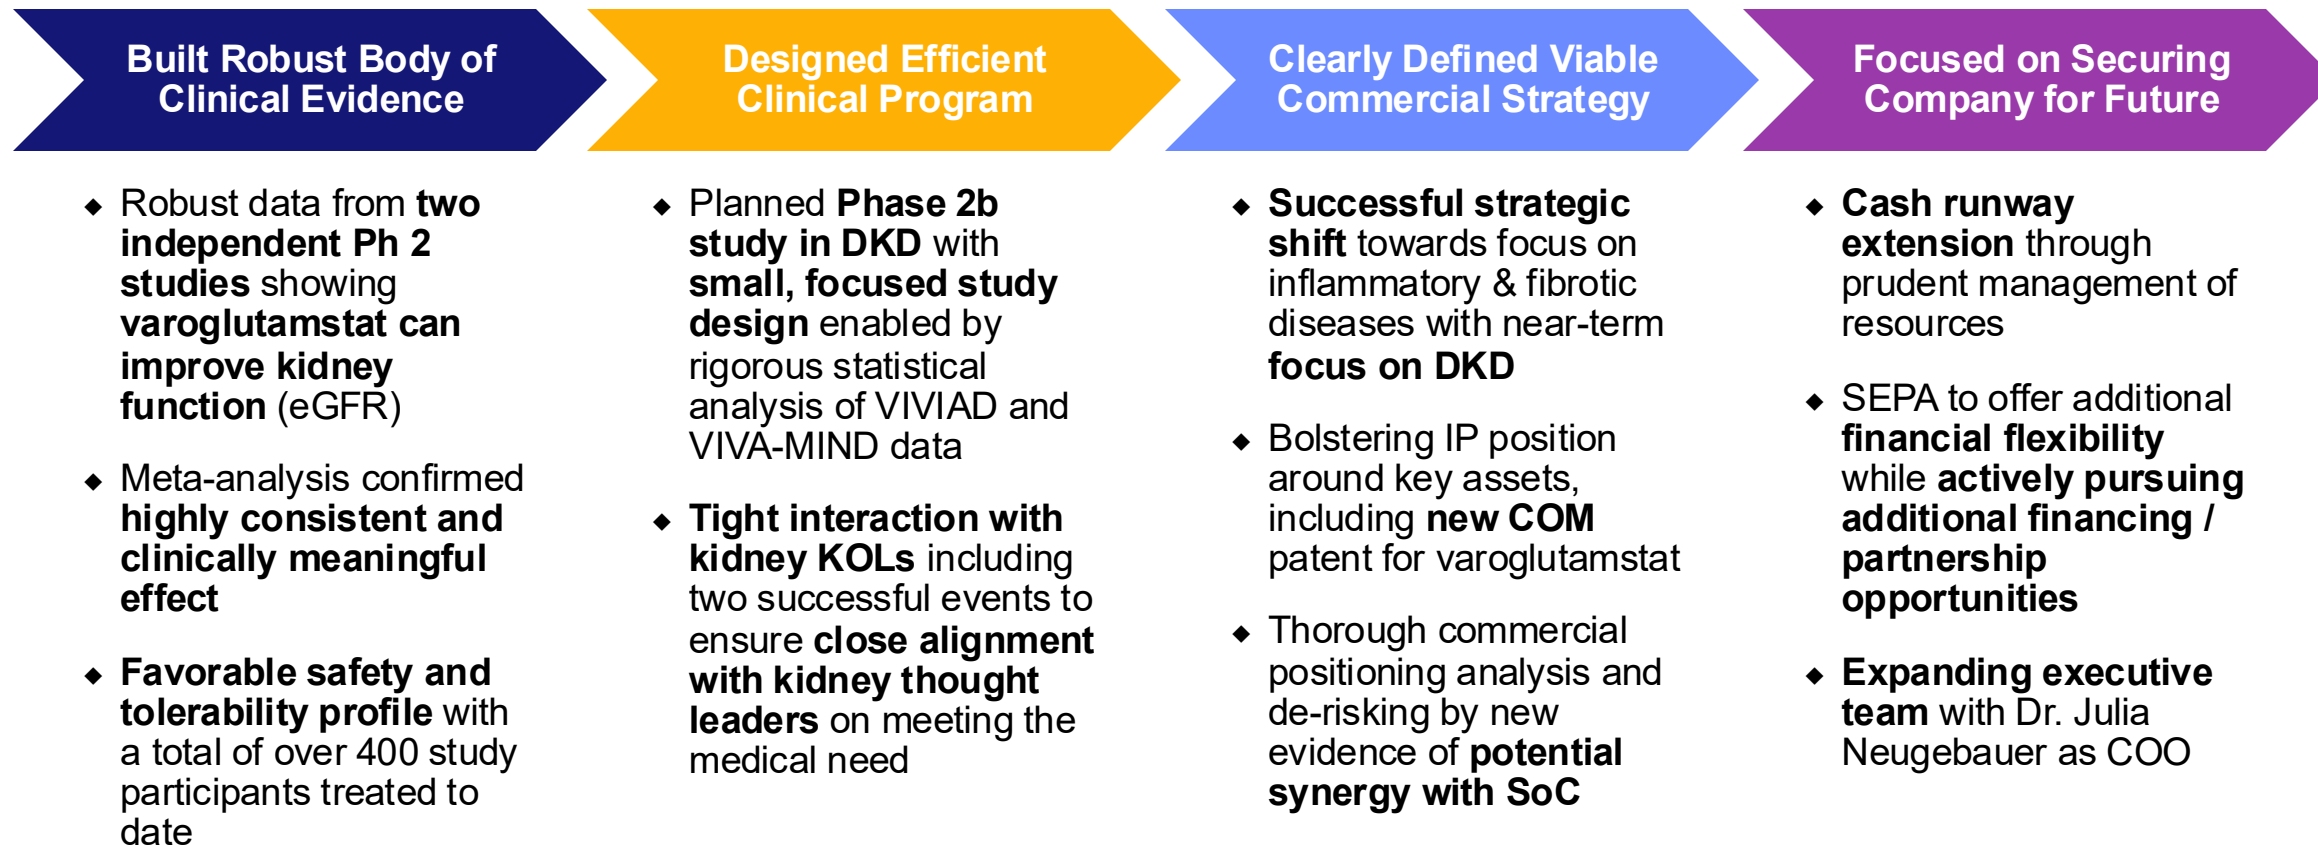 Built Robust Body of
Clinical Evidence
◆ Robust data from two
independent Ph 2
studies showing
varoglutamstat can
improve kidney
function (eGFR)
◆ Meta-analysis confirmed
highly consistent and
clinically meaningful
effect
◆ Favorable safety and
tolerability profile with
a total of over 400 study
participants treated to
date
Designed Efficient
Clinical Program
◆ Planned Phase 2b
study in DKD with
small, focused study
design enabled by
rigorous statistical
analysis of VIVIAD and
VIVA-MIND data
◆ Tight interaction with
kidney KOLs including
two successful events to
ensure close alignment
with kidney thought
leaders on meeting the
medical need
Clearly Defined Viable
Commercial Strategy
◆ Successful strategic
shift towards focus on
inflammatory & fibrotic
diseases with near-term
focus on DKD
◆ Bolstering IP position
around key assets,
including new COM
patent for varoglutamstat
◆ Thorough commercial
positioning analysis and
de-risking by new
evidence of potential
synergy with SoC
Focused on Securing
Company for Future
◆ Cash runway
extension through
prudent management of
resources
◆ SEPA to offer additional
financial flexibility
while actively pursuing
additional financing /
partnership
opportunities
◆ Expanding executive
team with Dr. Julia
Neugebauer as COO